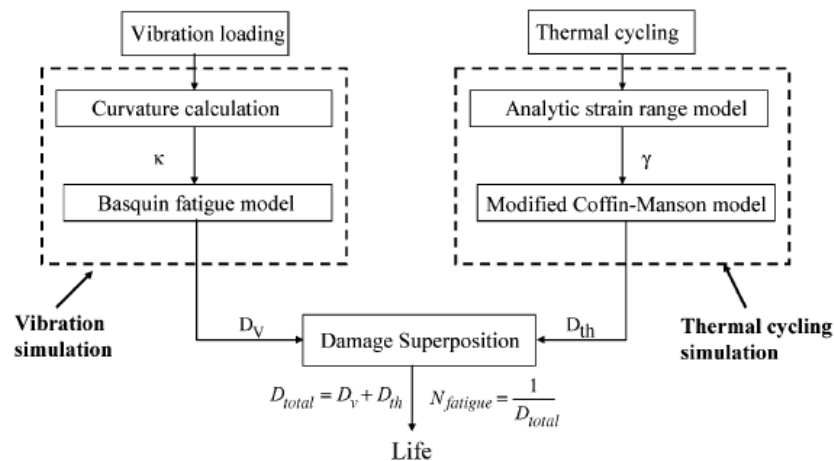 Vibration loading
Thermal cycling
Curvature calculation
Analytic strain range model
κ
γ
Basquin fatigue model
Modified Coffin-Manson model
Vibration
simulation
D_V
D_th
Thermal cycling
simulation
Damage Superposition
D_total = D_v + D_th
N_fatigue = 1/D_total
Life